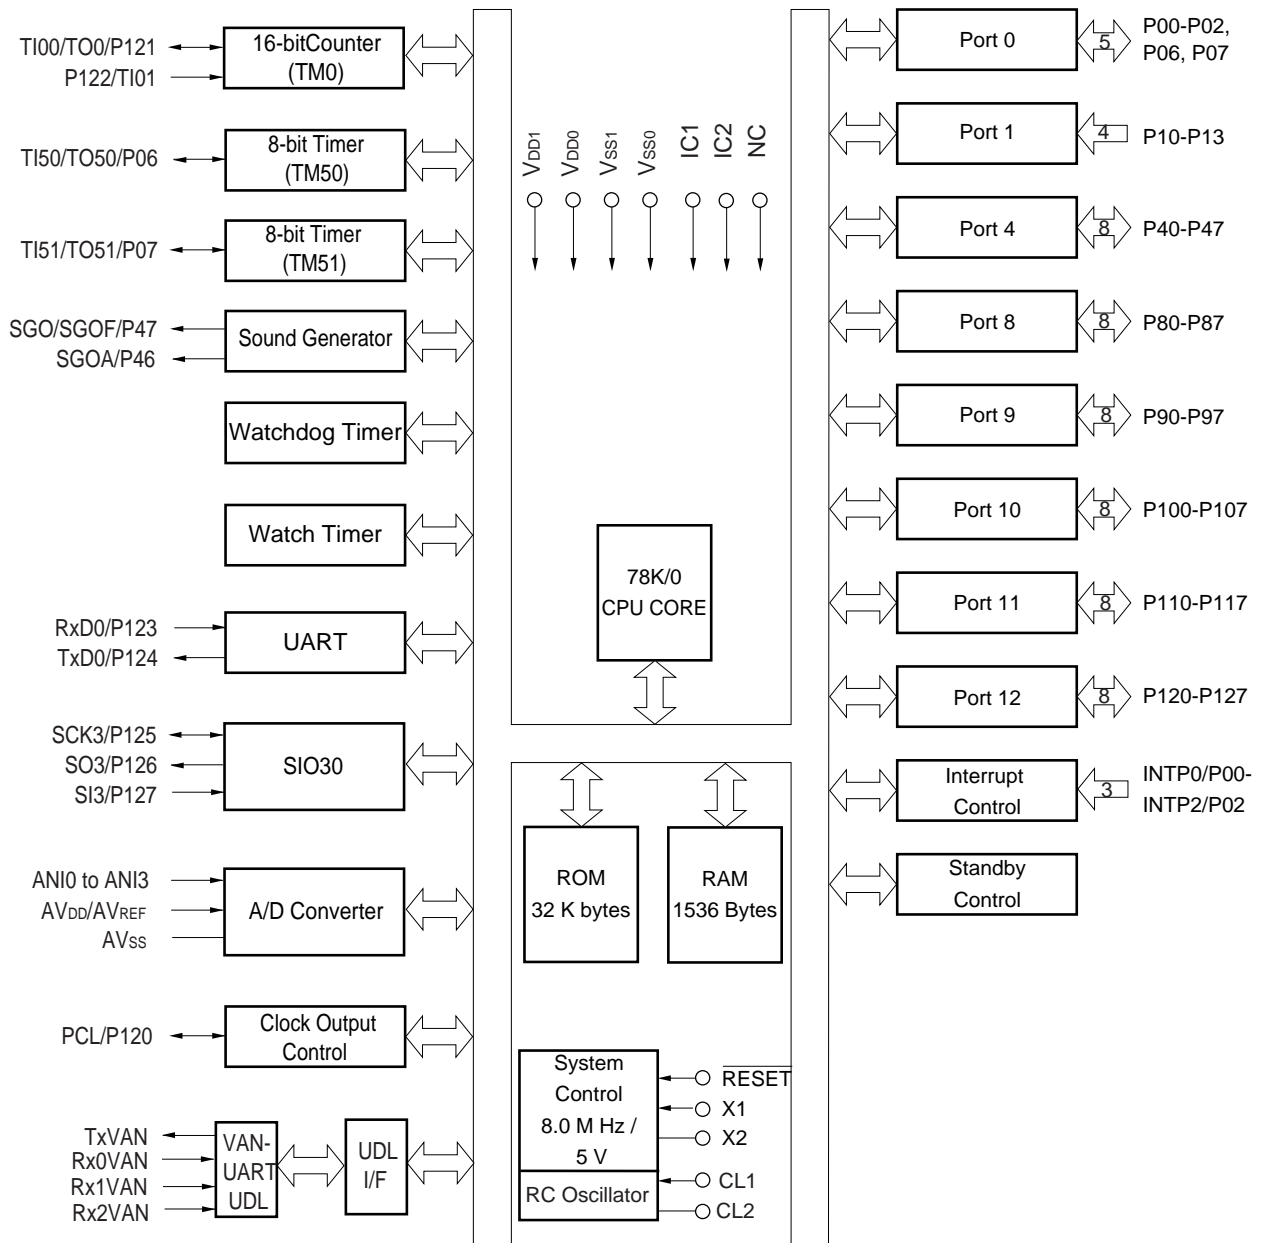 TI00/TO0/P121
P122/TI01
16-bitCounter
(TM0)
TI50/TO50/P06
8-bit Timer
(TM50)
TI51/TO51/P07
8-bit Timer
(TM51)
SGO/SGOF/P47
SGOA/P46
Sound Generator
Watchdog Timer
Watch Timer
RxD0/P123
TxD0/P124
UART
SCK3/P125
SO3/P126
SI3/P127
SIO30
ANI0 to ANI3
AVDD/AVREF
AVSS
A/D Converter
PCL/P120
Clock Output
Control
TxVAN
Rx0VAN
Rx1VAN
Rx2VAN
VAN-
UART
UDL
UDL
I/F
VDD1
VDD0
VSS1
VSS0
IC1
IC2
NC
78K/0
CPU CORE
ROM
32 K bytes
RAM
1536 Bytes
System
Control
8.0 M Hz /
5 V
RC Oscillator
RESET
X1
X2
CL1
CL2
Port 0
5
P00-P02,
P06, P07
Port 1
4
P10-P13
Port 4
8
P40-P47
Port 8
8
P80-P87
Port 9
8
P90-P97
Port 10
8
P100-P107
Port 11
8
P110-P117
Port 12
8
P120-P127
Interrupt
Control
3
INTP0/P00-
INTP2/P02
Standby
Control